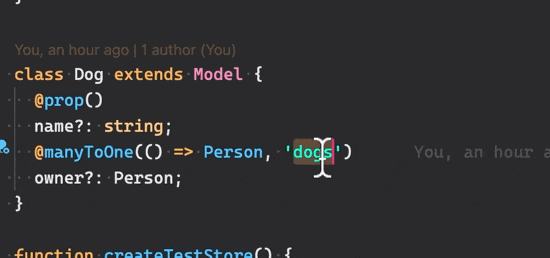 }
You, an hour ago | 1 author (You)
class Dog extends Model {
@prop()
name?: string;
@manyToOne(() => Person, 'dogs') You, an hour a
owner?: Person;
}
function createTestStore() {